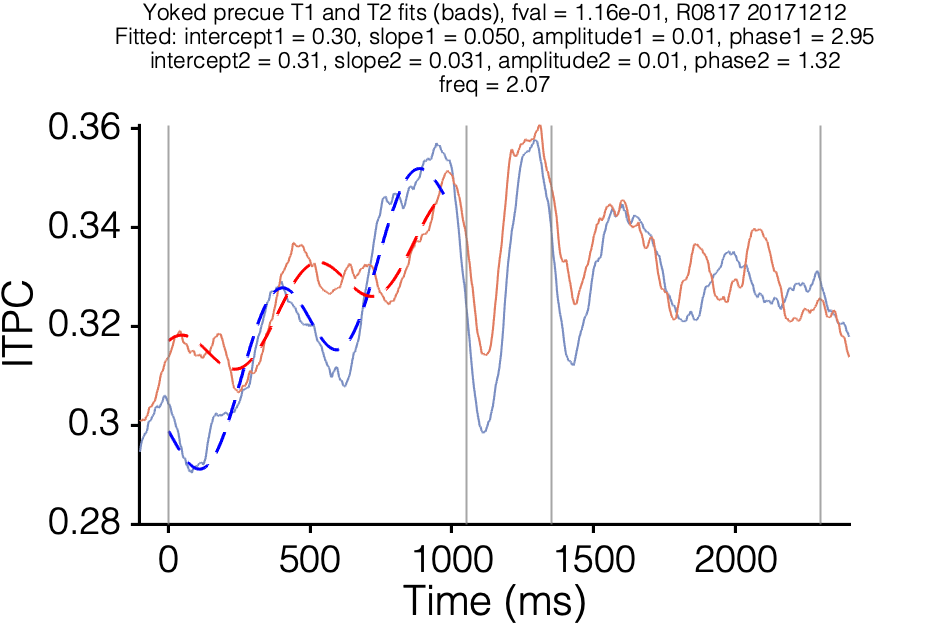 Yoked precue T1 and T2 fits (bads), fval = 1.16e-01, R0817 20171212
Fitted: intercept1 = 0.30, slope1 = 0.050, amplitude1 = 0.01, phase1 = 2.95
intercept2 = 0.31, slope2 = 0.031, amplitude2 = 0.01, phase2 = 1.32
freq = 2.07
0.36
0.34
0.32
0.3
0.28
ITPC
0 500 1000 1500 2000
Time (ms)